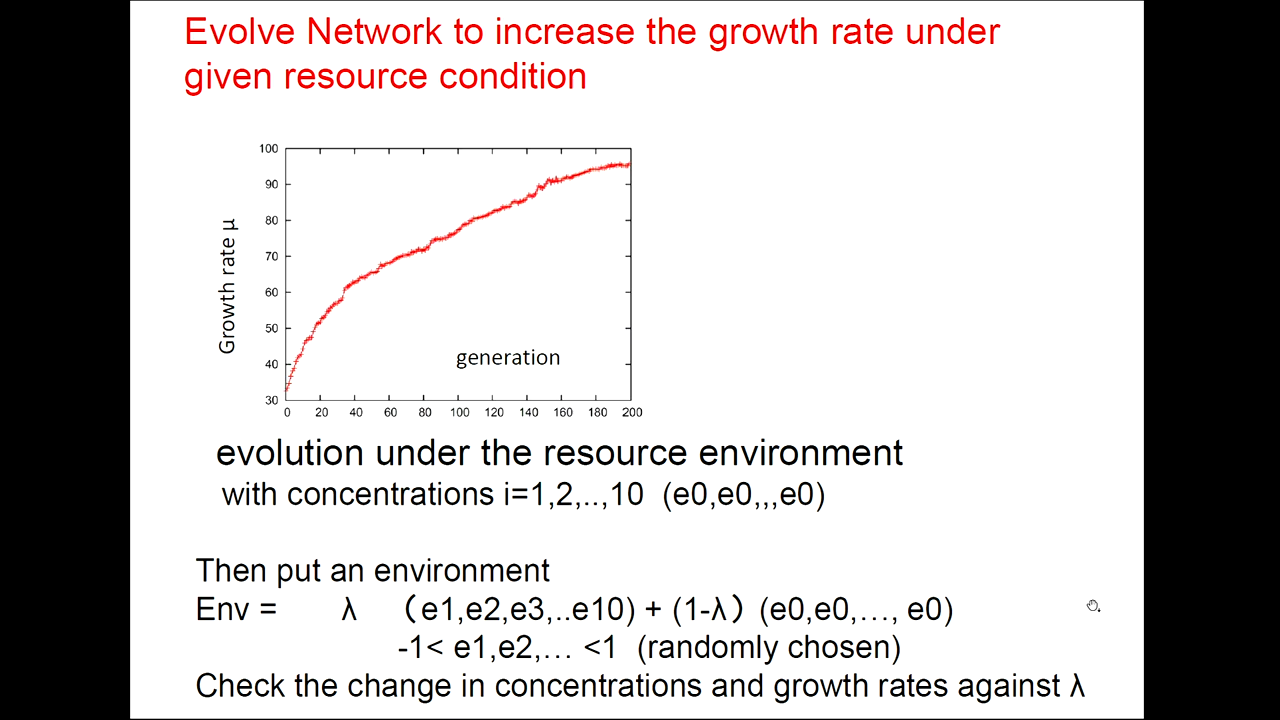 Evolve Network to increase the growth rate under
given resource condition
100
90
80
70
60
50
40
30
Growth rate μ
generation
0 20 40 60 80 100 120 140 160 180 200
evolution under the resource environment
with concentrations i=1,2,..,10 (e0,e0,,,e0)
Then put an environment
Env = λ (e1,e2,e3,..e10) + (1-λ) (e0,e0,…, e0)
-1< e1,e2,… <1 (randomly chosen)
Check the change in concentrations and growth rates against λ